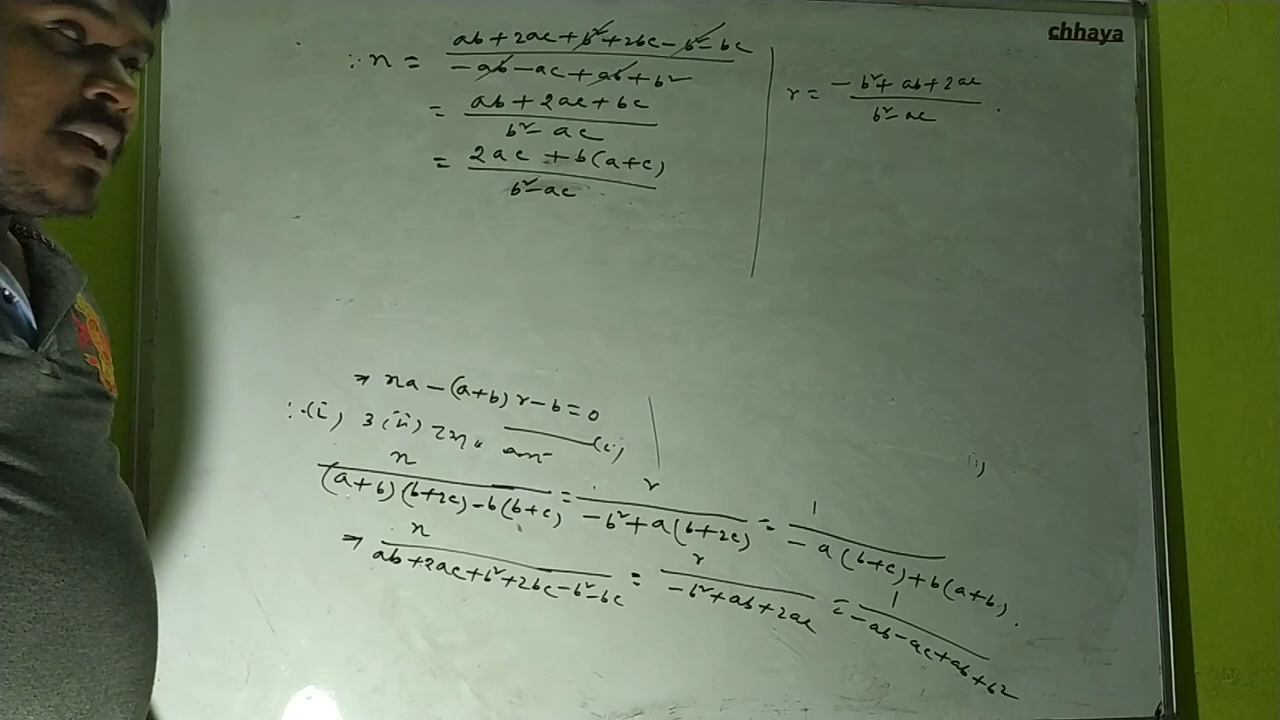 chhaya
∴ n = (ab + 2ac + b² + 2bc - b² - bc) / (-ab - ac + ab + b²)
= (ab + 2ac + bc) / (b² - ac)
= (2ac + b(a+c)) / (b² - ac)
r = (-b² + ab + 2ac) / (b² - ac) .
⇒ na - (a+b) r - b = 0
(i)
∴ (i) 3 (ii)
ii)
n / ((a+b)(b+2c) - b(b+c)) = r / (-b² + a(b+2c)) = 1 / (-a(b+c) + b(a+b)) .
⇒ n / (ab + 2ac + b² + 2bc - b² - bc) = r / (-b² + ab + 2ac) = 1 / (-ab - ac + ab + b2)